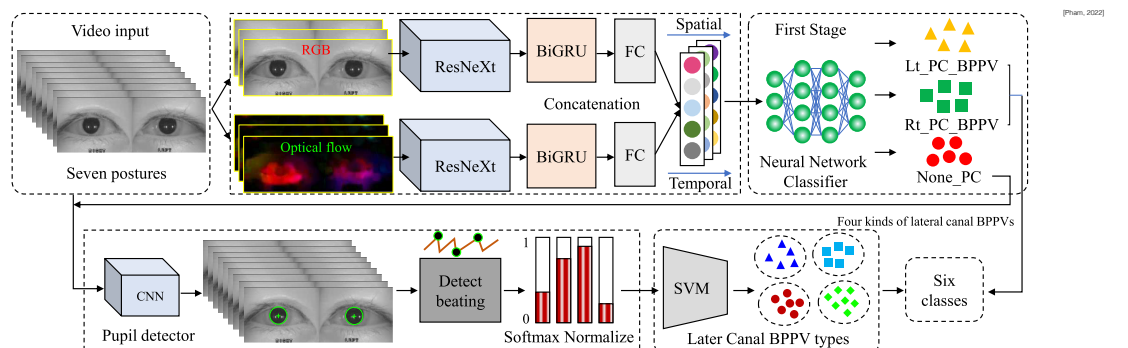 [Pham, 2022]
Video input
Seven postures
RGB
ResNeXt
BiGRU
FC
Spatial
Concatenation
Optical flow
ResNeXt
BiGRU
FC
Temporal
First Stage
Neural Network
Classifier
Lt_PC_BPPV
Rt_PC_BPPV
None_PC
Four kinds of lateral canal BPPVs
CNN
Pupil detector
Detect
beating
1
0
Softmax Normalize
SVM
Later Canal BPPV types
Six
classes